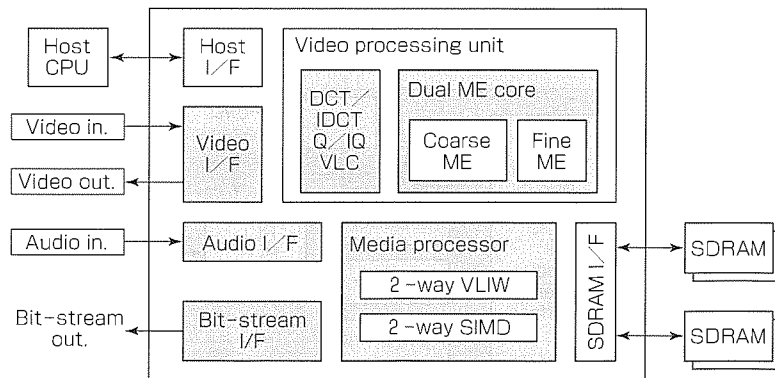 Host
CPU
Host
I/F
Video processing unit
DCT/
IDCT
Q/IQ
VLC
Dual ME core
Coarse
ME
Fine
ME
Video in.
Video
I/F
Video out.
Audio in.
Audio I/F
Media processor
2-way VLIW
2-way SIMD
SDRAM I/F
SDRAM
SDRAM
Bit-stream
out.
Bit-stream
I/F